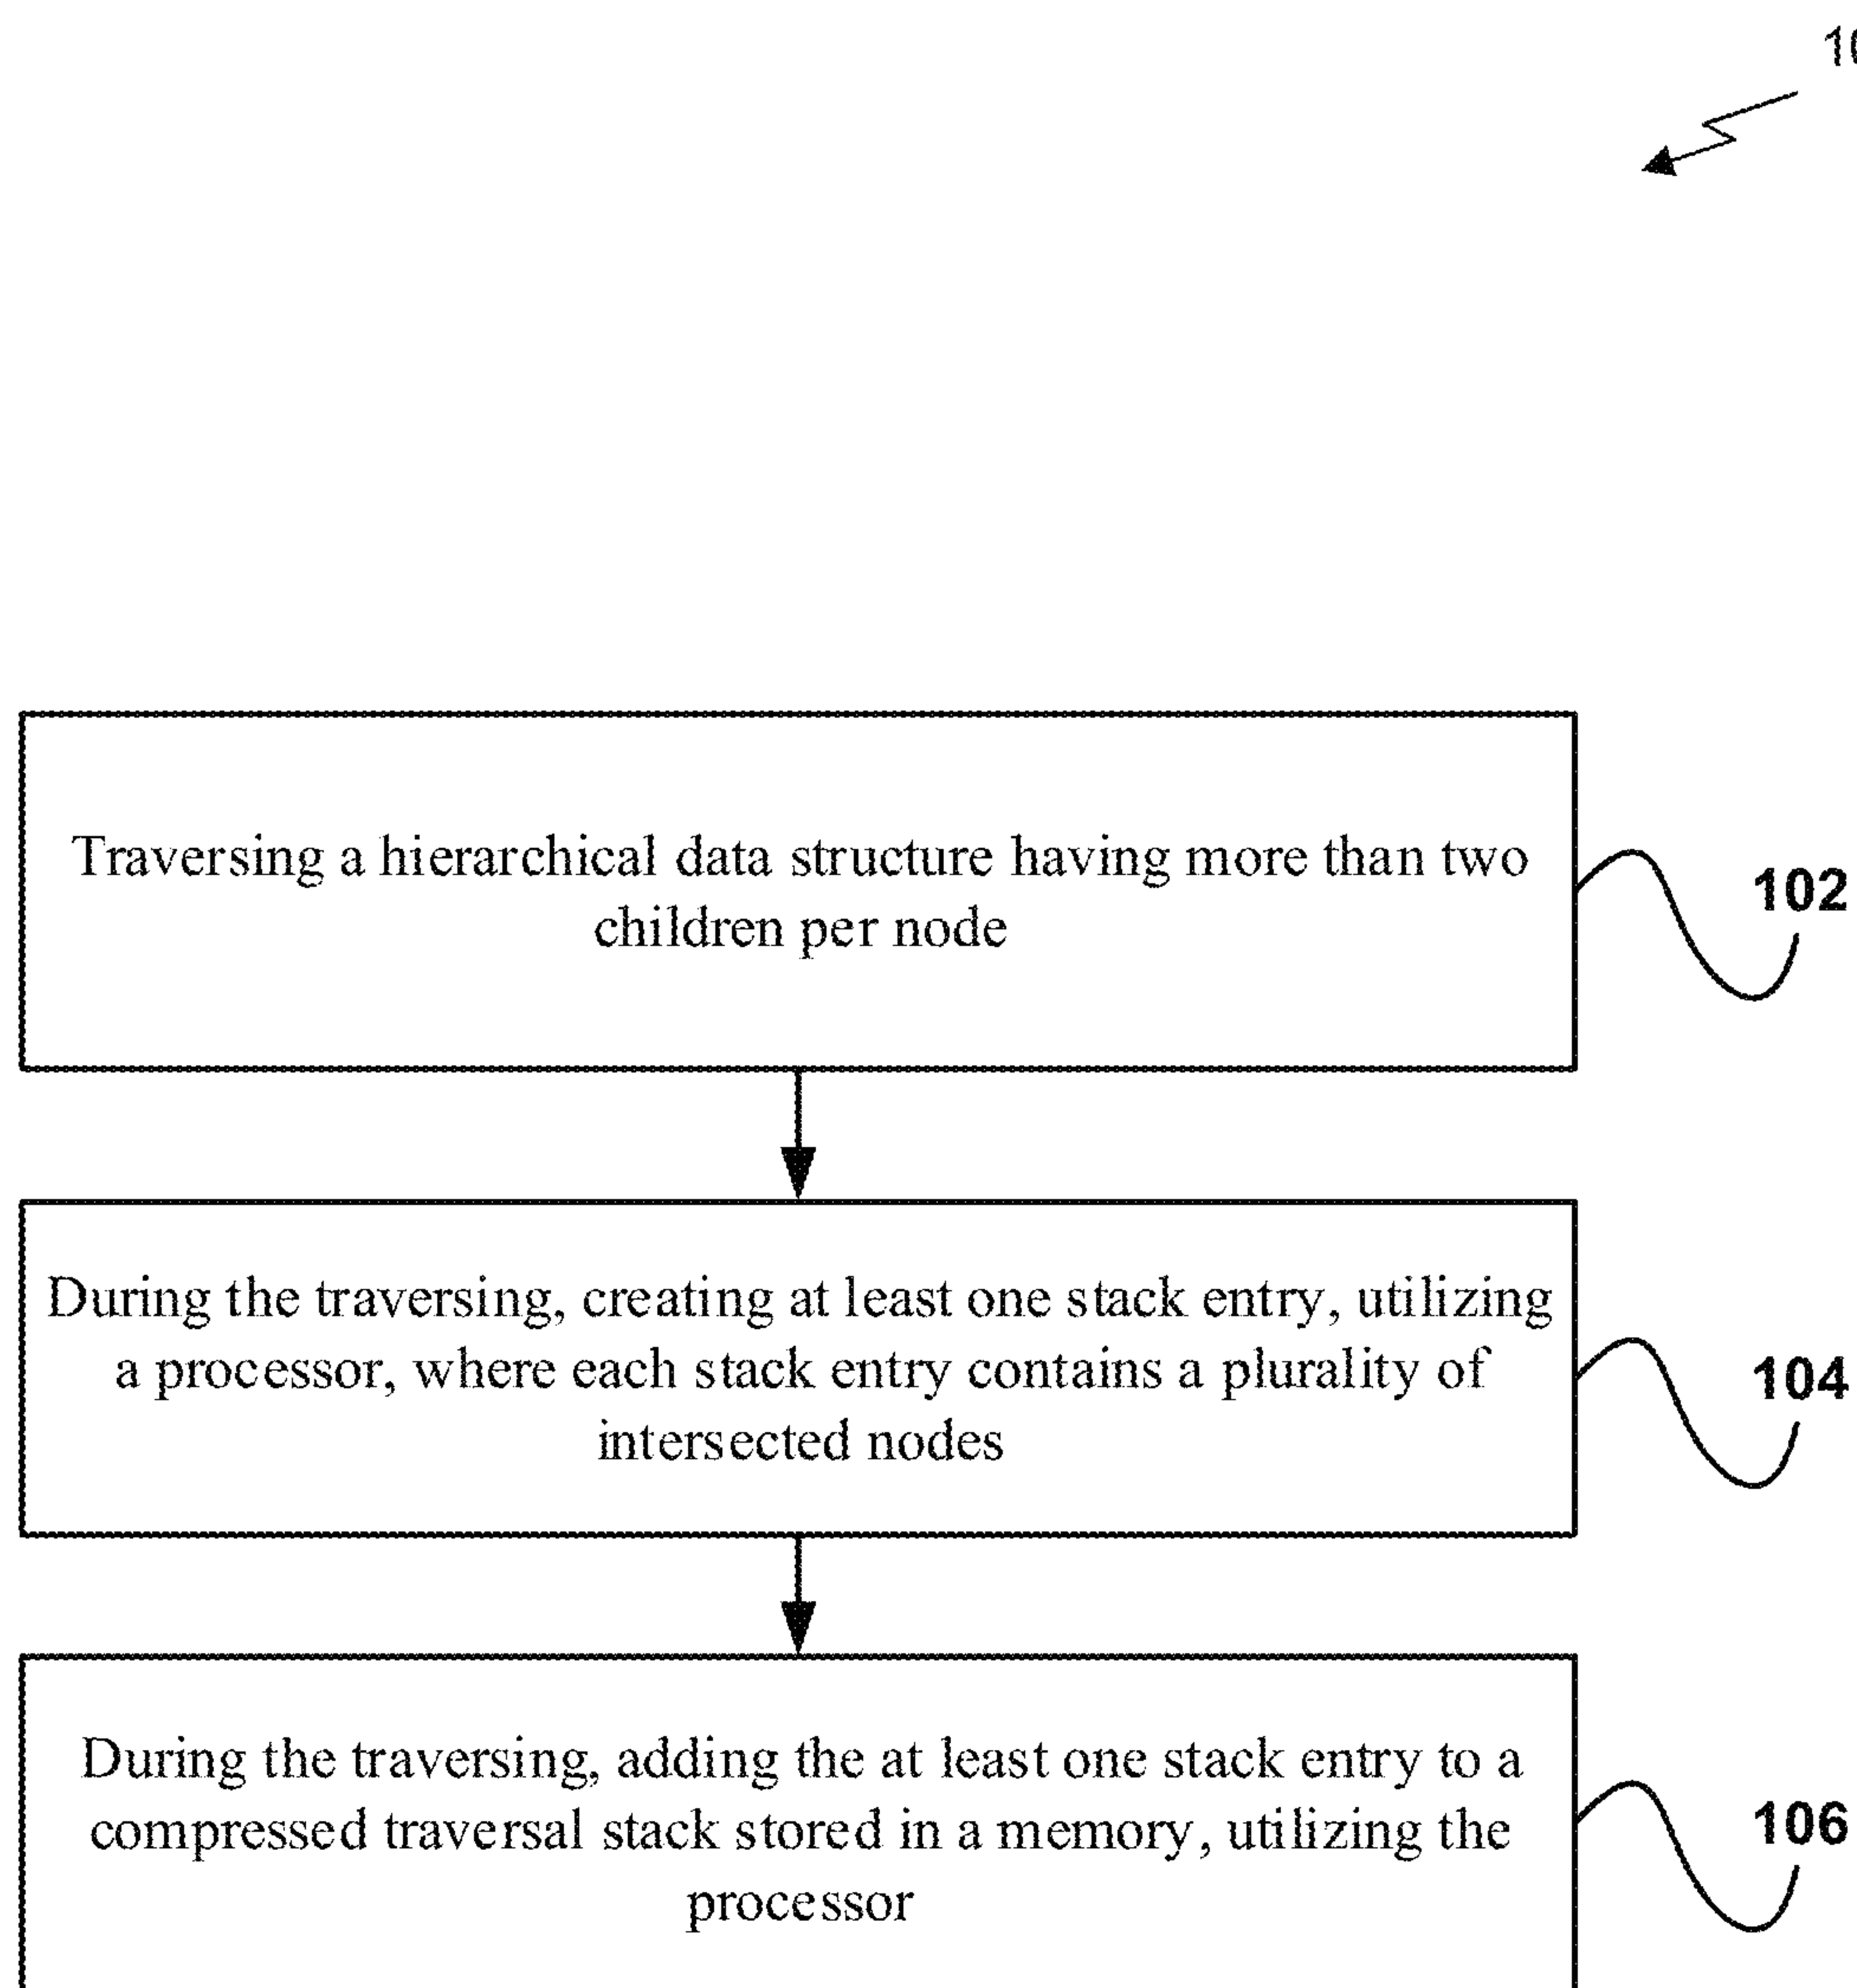 Traversing a hierarchical data structure having more than two
children per node
102
During the traversing, creating at least one stack entry, utilizing
a processor, where each stack entry contains a plurality of
intersected nodes
104
During the traversing, adding the at least one stack entry to a
compressed traversal stack stored in a memory, utilizing the
processor
106